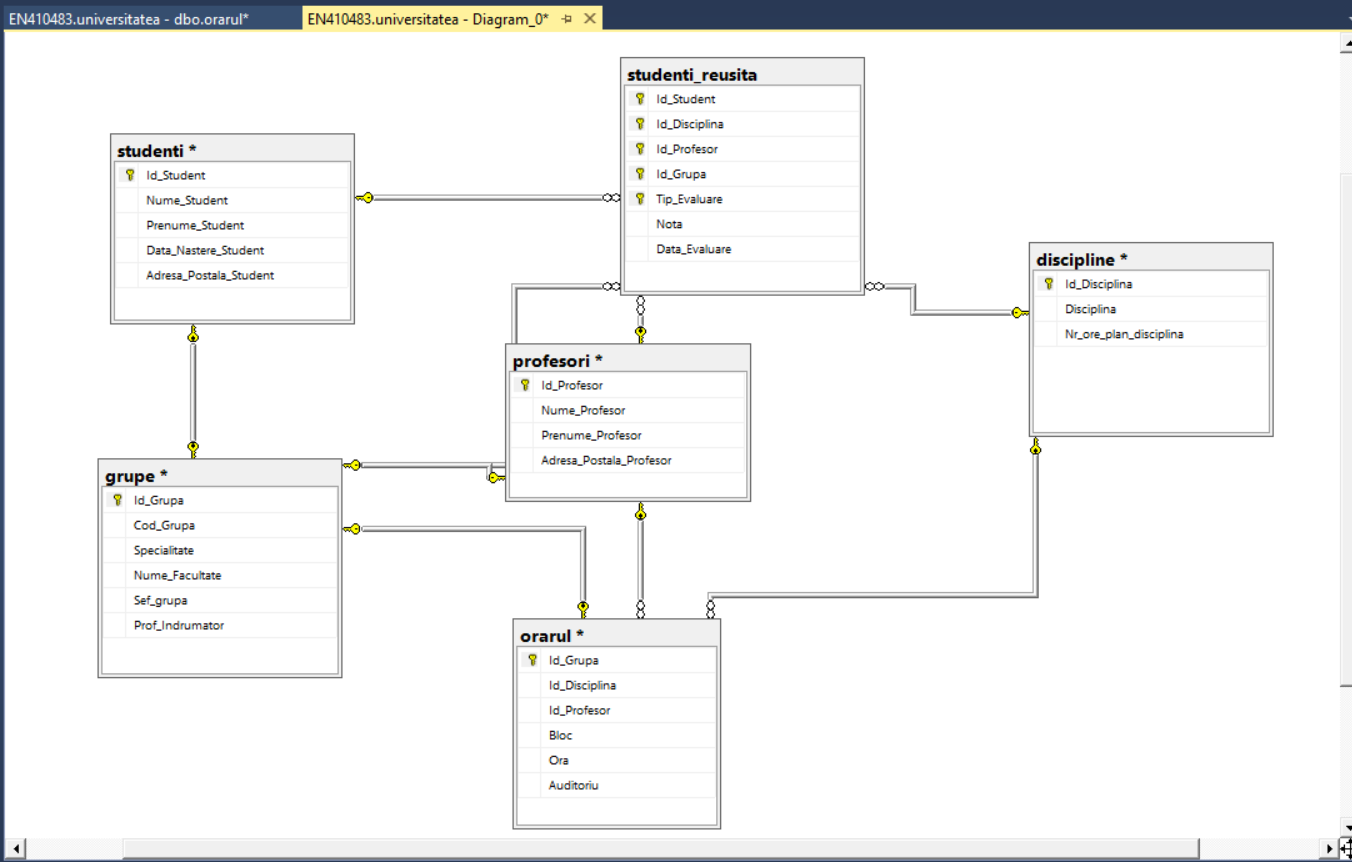 EN410483.universitatea - dbo.orarul*
EN410483.universitatea - Diagram_0*
studenti_reusita
Id_Student
Id_Disciplina
Id_Profesor
Id_Grupa
Tip_Evaluare
Nota
Data_Evaluare
studenti *
Id_Student
Nume_Student
Prenume_Student
Data_Nastere_Student
Adresa_Postala_Student
discipline *
Id_Disciplina
Disciplina
Nr_ore_plan_disciplina
profesori *
Id_Profesor
Nume_Profesor
Prenume_Profesor
Adresa_Postala_Profesor
grupe *
Id_Grupa
Cod_Grupa
Specialitate
Nume_Facultate
Sef_grupa
Prof_Indrumator
orarul *
Id_Grupa
Id_Disciplina
Id_Profesor
Bloc
Ora
Auditoriu